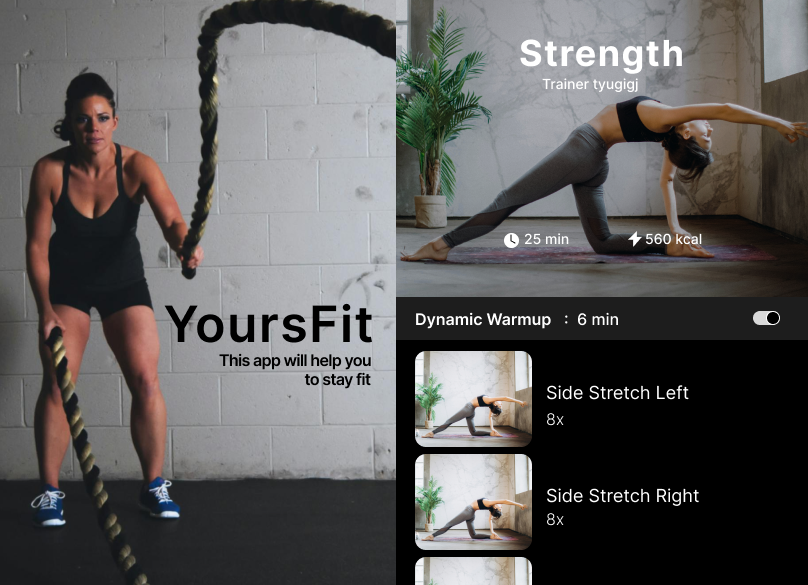 YoursFit
This app will help you
to stay fit
Strength
Trainer tyugigj
25 min
560 kcal
Dynamic Warmup : 6 min
Side Stretch Left
8x
Side Stretch Right
8x